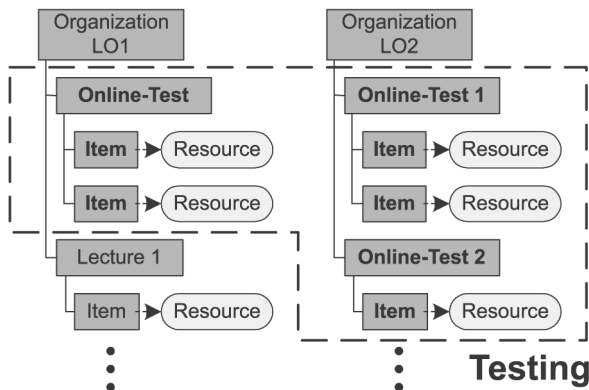 Organization
LO1
Online-Test
Item
Resource
Item
Resource
Lecture 1
Item
Resource
Organization
LO2
Online-Test 1
Item
Resource
Item
Resource
Online-Test 2
Item
Resource
Testing